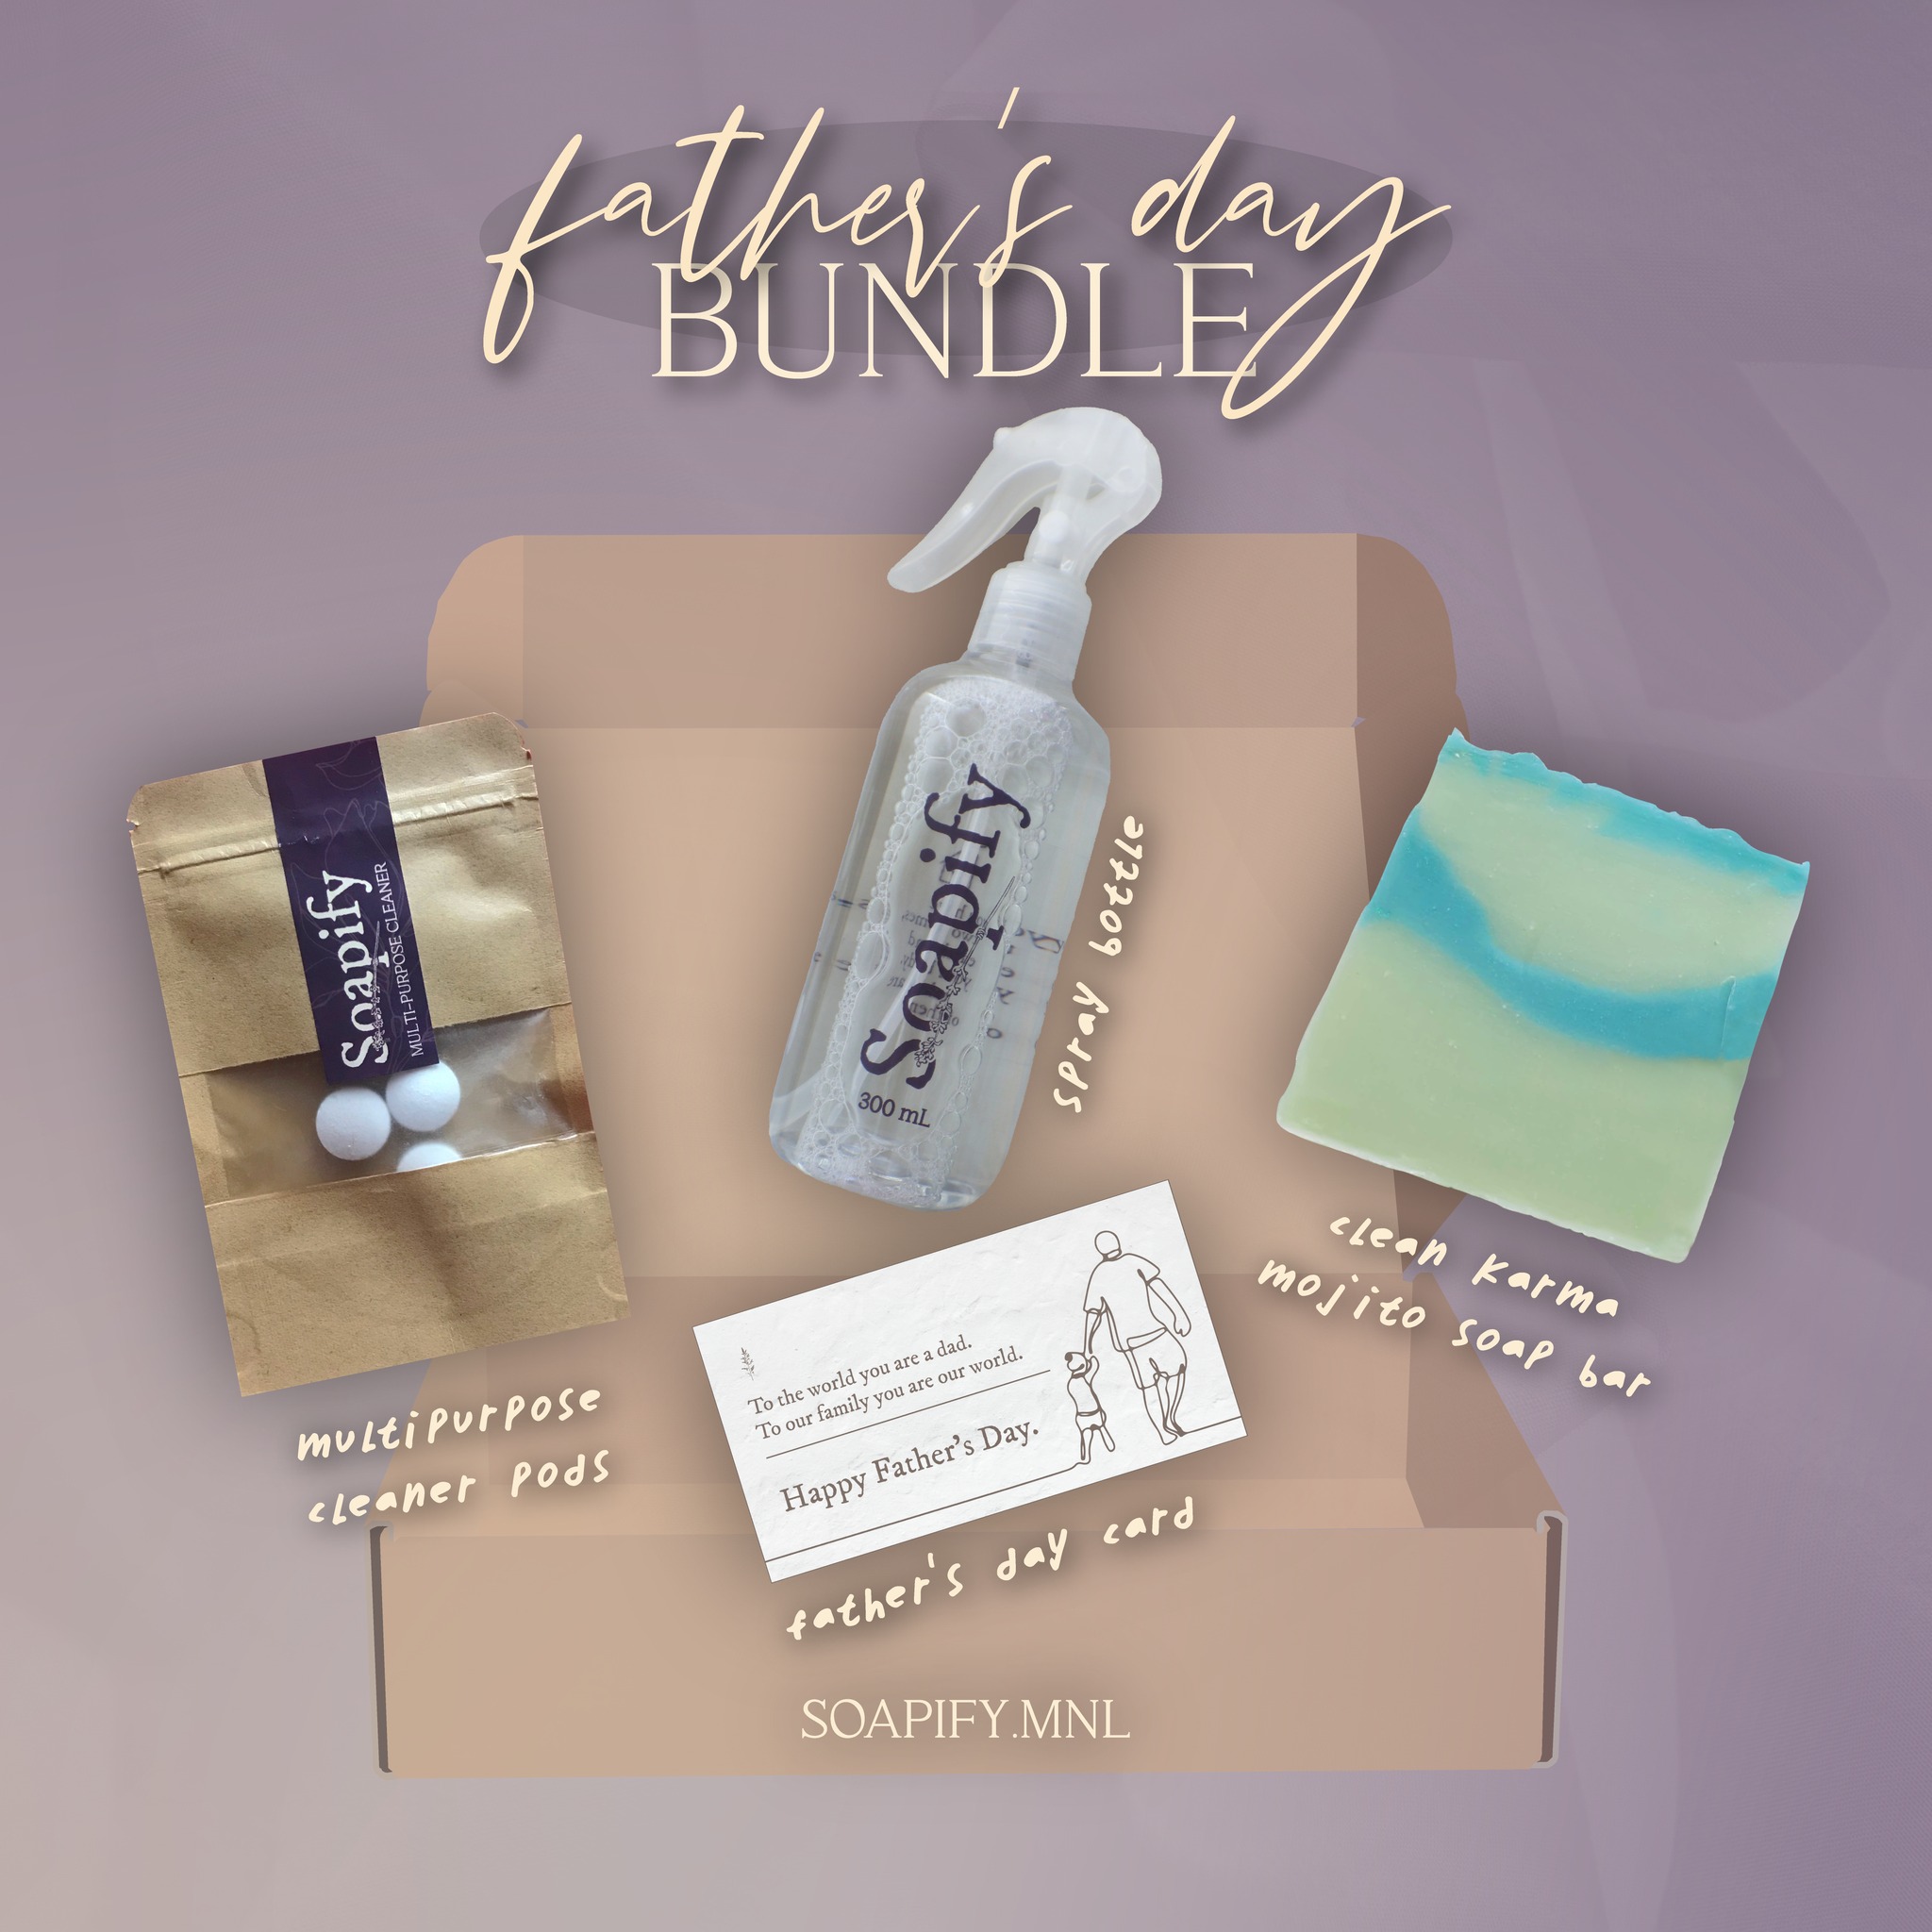 father's day
BUNDLE
Soapify
MULTI-PURPOSE CLEANER
Soapify
300 mL
spray bottle
clean karma
mojito soap bar
multipurpose
cleaner pods
To the world you are a dad.
To our family you are our world.
Happy Father's Day.
father's day card
SOAPIFY.MNL